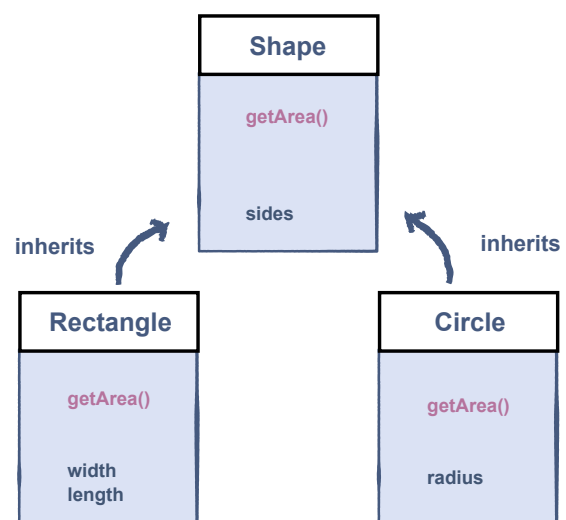 Shape
getArea()
sides
inherits
inherits
Rectangle
getArea()
width
length
Circle
getArea()
radius